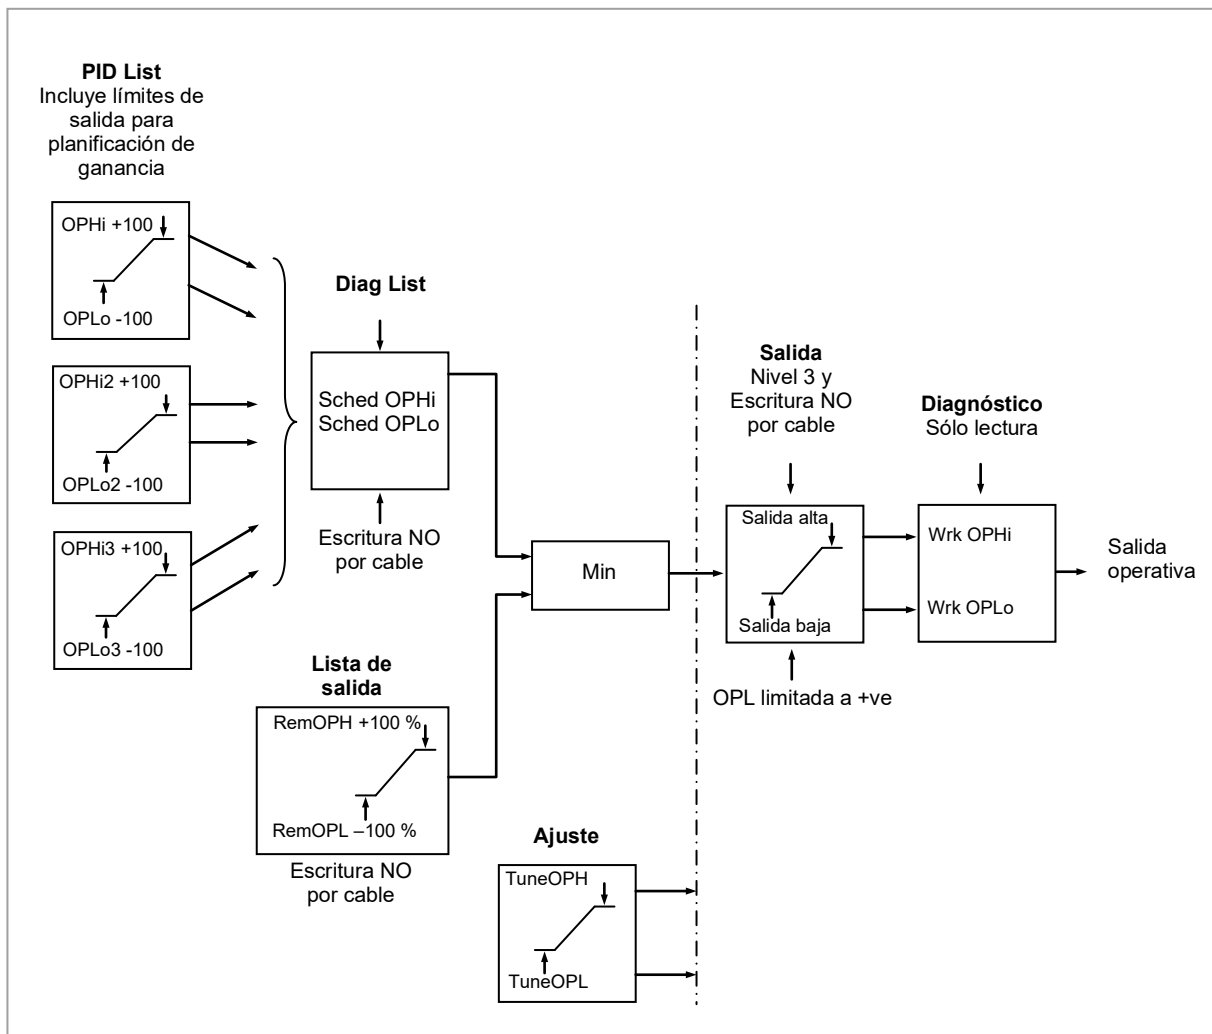 PID List
Incluye límites de
salida para
planificación de
ganancia
OPHi +100
OPLo -100
OPHi2 +100
OPLo2 -100
OPHi3 +100
OPLo3 -100
Diag List
Sched OPHi
Sched OPLo
Escritura NO
por cable
Lista de
salida
RemOPH +100 %
RemOPL –100 %
Escritura NO
por cable
Min
Ajuste
TuneOPH
TuneOPL
Salida
Nivel 3 y
Escritura NO
por cable
Salida alta
Salida baja
OPL limitada a +ve
Diagnóstico
Sólo lectura
Wrk OPHi
Wrk OPLo
Salida
operativa